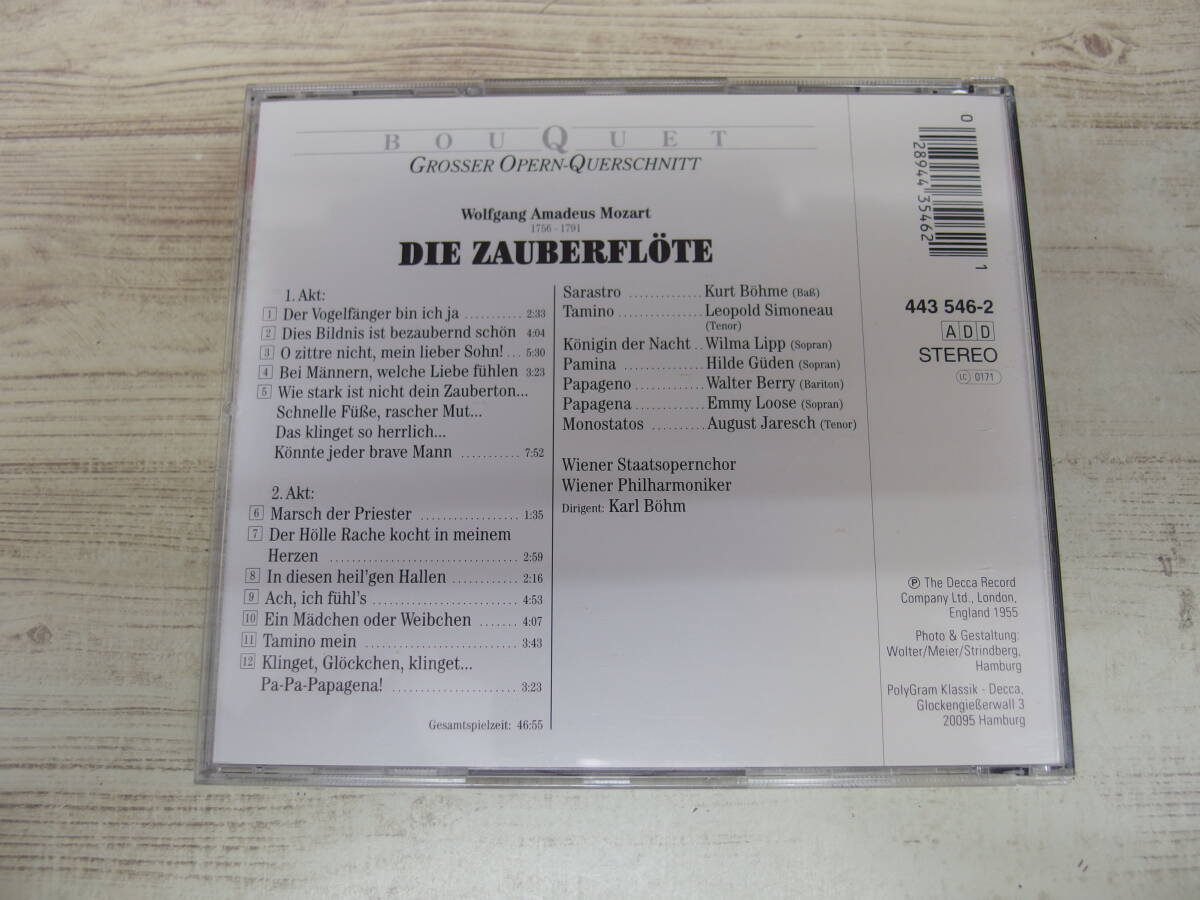 BOUQUET
GROSSER OPERN-QUERSCHNITT
Wolfgang Amadeus Mozart
1756 - 1791
DIE ZAUBERFLÖTE
1. Akt:
1 Der Vogelfänger bin ich ja .......... 2:33
2 Dies Bildnis ist bezaubernd schön 4:04
3 O zittre nicht, mein lieber Sohn! ... 5:30
4 Bei Männern, welche Liebe fühlen 3:23
5 Wie stark ist nicht dein Zauberton...
Schnelle Füße, rascher Mut...
Das klinget so herrlich...
Könnte jeder brave Mann ........... 7:52
2. Akt:
6 Marsch der Priester ................. 1:35
7 Der Hölle Rache kocht in meinem
Herzen ................................ 2:59
8 In diesen heil'gen Hallen ........... 2:16
9 Ach, ich fühl's ......................... 4:53
10 Ein Mädchen oder Weibchen ....... 4:07
11 Tamino mein .......................... 3:43
12 Klinget, Glöckchen, klinget...
Pa-Pa-Papagena! ..................... 3:23
Gesamtspielzeit: 46:55
Sarastro ............ Kurt Böhme (Baß)
Tamino .............. Leopold Simoneau
(Tenor)
Königin der Nacht .. Wilma Lipp (Sopran)
Pamina .............. Hilde Güden (Sopran)
Papageno ........... Walter Berry (Bariton)
Papagena ........... Emmy Loose (Sopran)
Monostatos ......... August Jaresch (Tenor)
Wiener Staatsopernchor
Wiener Philharmoniker
Dirigent: Karl Böhm
0 28944 35462 1
443 546-2
ADD
STEREO
LC 0171
℗ The Decca Record
Company Ltd., London,
England 1955
Photo & Gestaltung:
Wolter/Meier/Strindberg,
Hamburg
PolyGram Klassik - Decca,
Glockengießerwall 3
20095 Hamburg